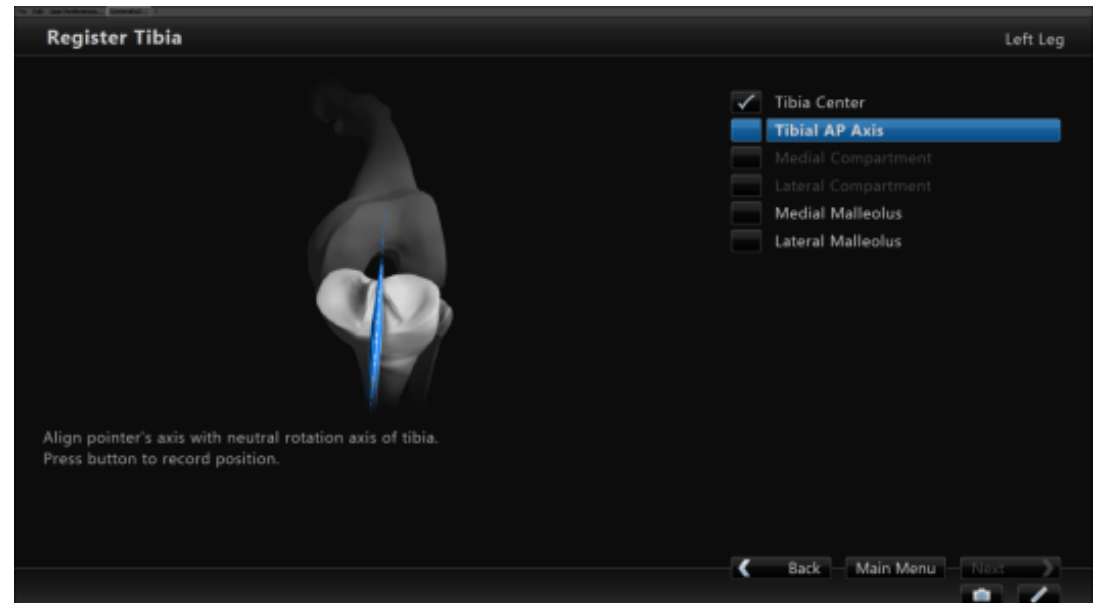 Register Tibia
Left Leg
Tibia Center
Tibial AP Axis
Medial Compartment
Lateral Compartment
Medial Malleolus
Lateral Malleolus
Align pointer's axis with neutral rotation axis of tibia.
Press button to record position.
Back
Main Menu
Next